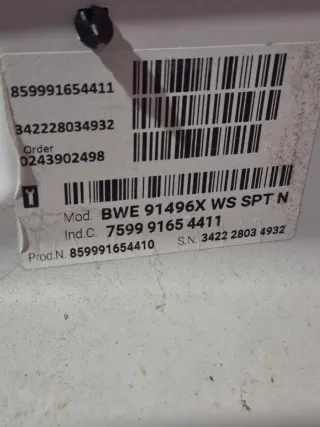 859991654411
342228034932
Order
0243902498
Mod. BWE 91496X WS SPT N
Ind.C. 7599 9165 4411
Prod.N. 859991654410 S.N. 3422 2803 4932